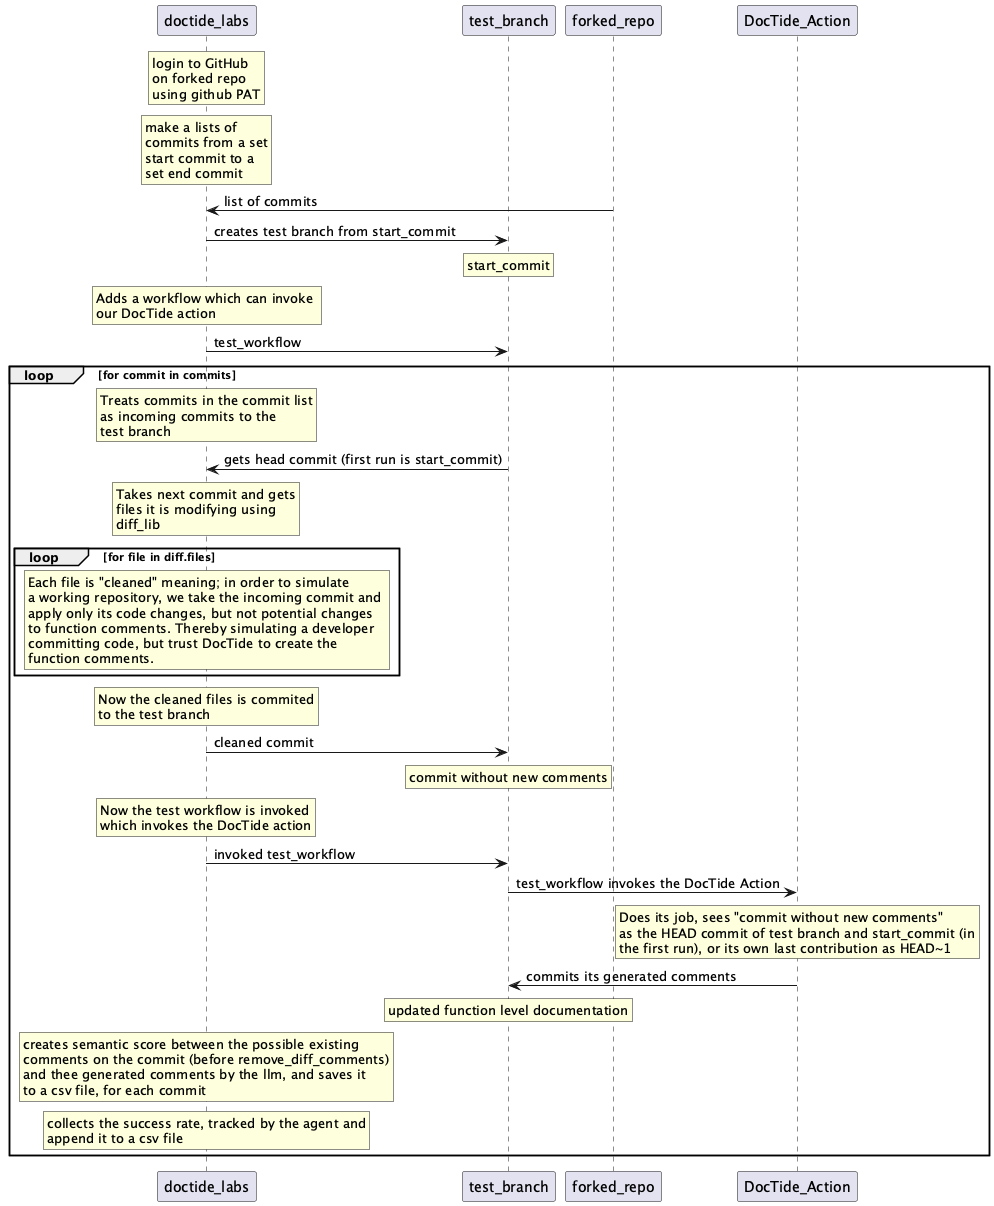 doctide_labs
test_branch
forked_repo
DocTide_Action
login to GitHub
on forked repo
using github PAT
make a lists of
commits from a set
start commit to a
set end commit
list of commits
creates test branch from start_commit
start_commit
Adds a workflow which can invoke
our DocTide action
test_workflow
loop
[for commit in commits]
Treats commits in the commit list
as incoming commits to the
test branch
gets head commit (first run is start_commit)
Takes next commit and gets
files it is modifying using
diff_lib
loop
[for file in diff.files]
Each file is "cleaned" meaning; in order to simulate
a working repository, we take the incoming commit and
apply only its code changes, but not potential changes
to function comments. Thereby simulating a developer
committing code, but trust DocTide to create the
function comments.
Now the cleaned files is commited
to the test branch
cleaned commit
commit without new comments
Now the test workflow is invoked
which invokes the DocTide action
invoked test_workflow
test_workflow invokes the DocTide Action
Does its job, sees "commit without new comments"
as the HEAD commit of test branch and start_commit (in
the first run), or its own last contribution as HEAD~1
commits its generated comments
updated function level documentation
creates semantic score between the possible existing
comments on the commit (before remove_diff_comments)
and thee generated comments by the llm, and saves it
to a csv file, for each commit
collects the success rate, tracked by the agent and
append it to a csv file
doctide_labs
test_branch
forked_repo
DocTide_Action